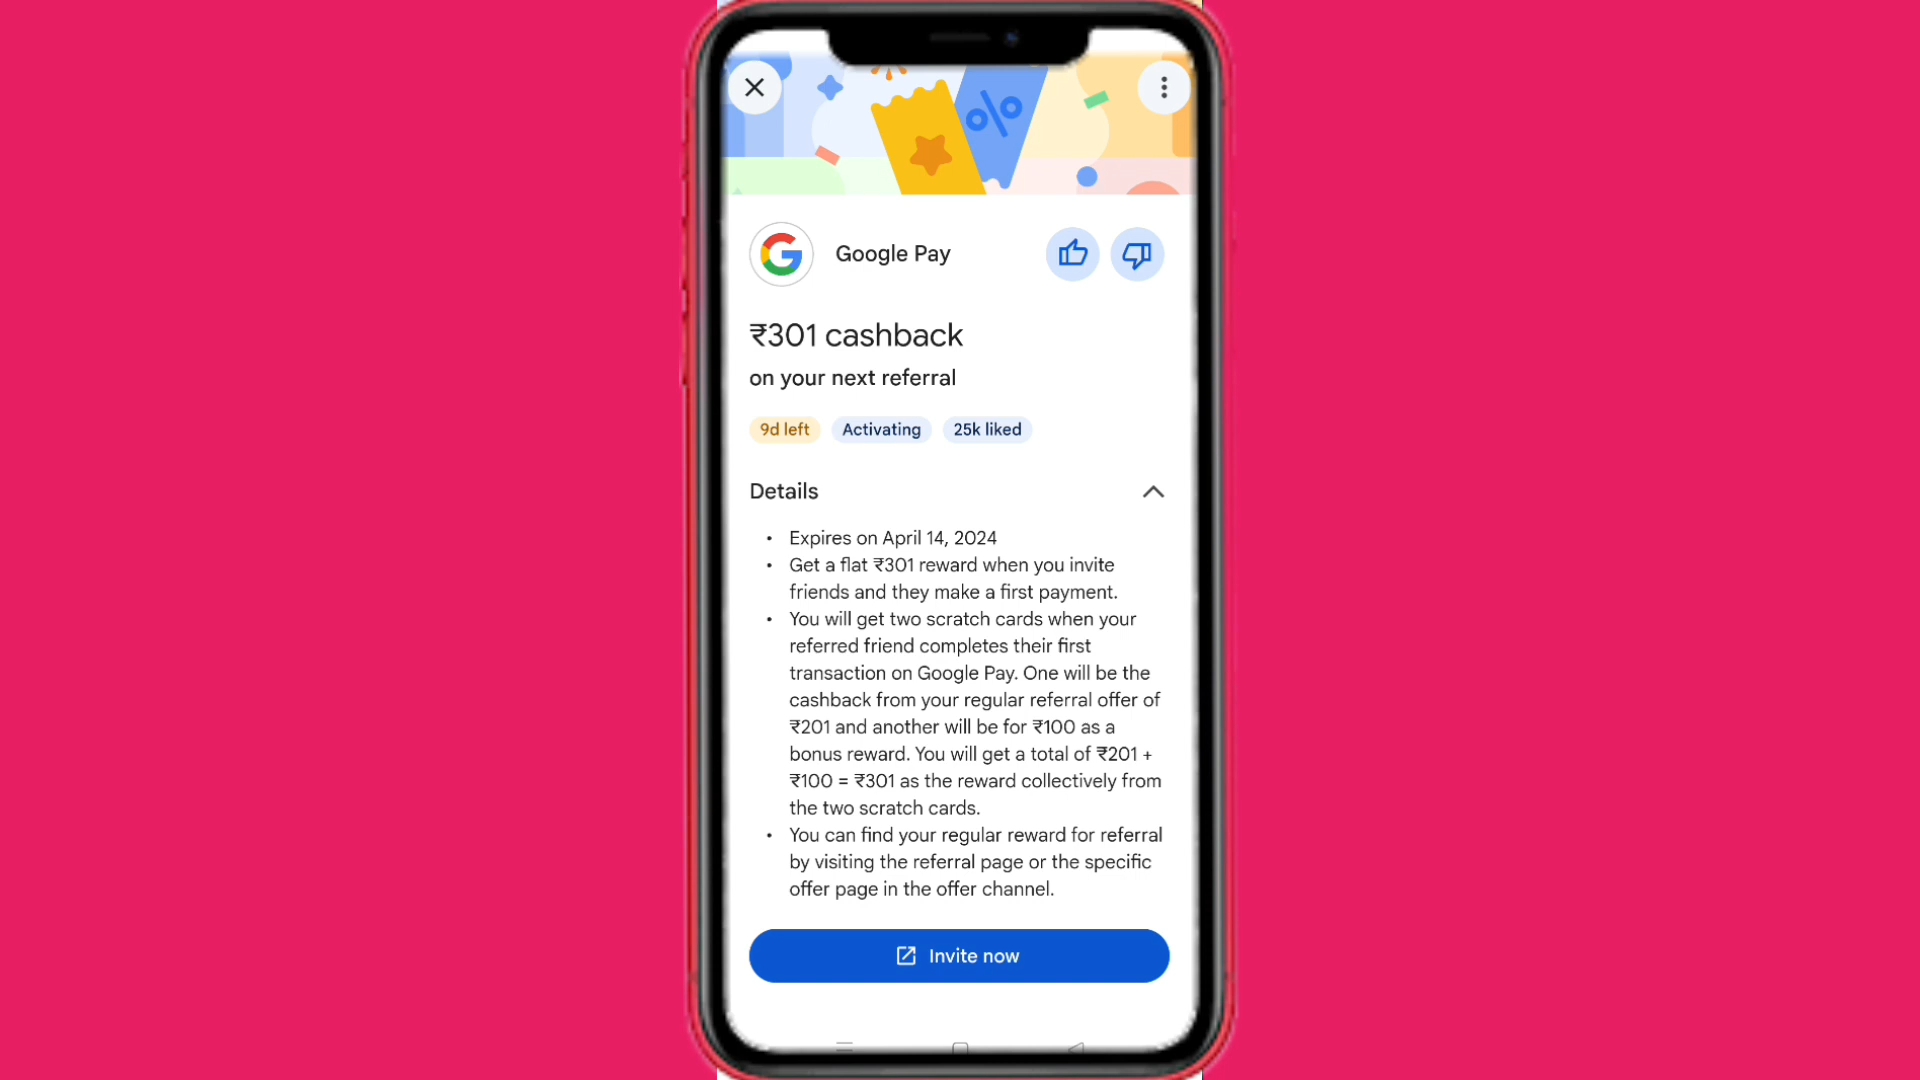 %
Google Pay
₹301 cashback
on your next referral
9d left
Activating
25k liked
Details
• Expires on April 14, 2024
• Get a flat ₹301 reward when you invite
friends and they make a first payment.
• You will get two scratch cards when your
referred friend completes their first
transaction on Google Pay. One will be the
cashback from your regular referral offer of
₹201 and another will be for ₹100 as a
bonus reward. You will get a total of ₹201 +
₹100 = ₹301 as the reward collectively from
the two scratch cards.
• You can find your regular reward for referral
by visiting the referral page or the specific
offer page in the offer channel.
Invite now